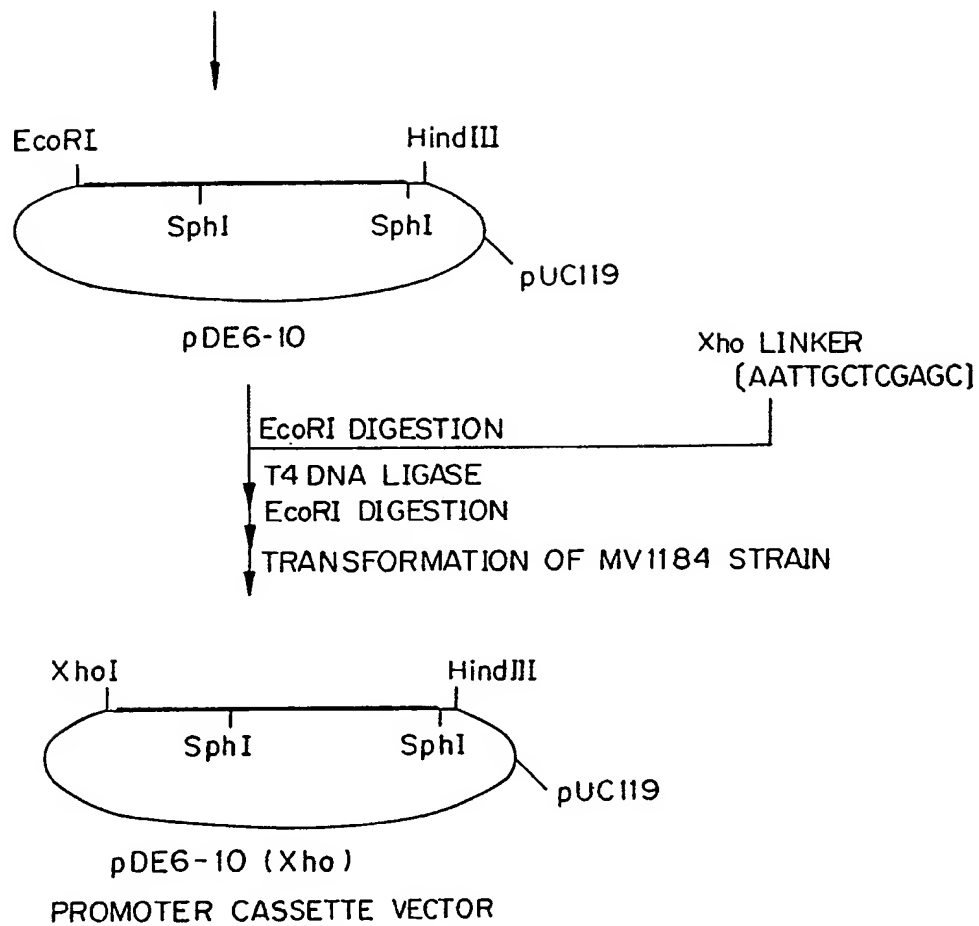 EcoRI HindIII
SphI SphI
pUC119
pDE6-10
Xho LINKER
[AATTGCTCGAGC]
EcoRI DIGESTION
T4 DNA LIGASE
EcoRI DIGESTION
TRANSFORMATION OF MV1184 STRAIN
XhoI HindIII
SphI SphI
pUC119
pDE6-10 (Xho)
PROMOTER CASSETTE VECTOR